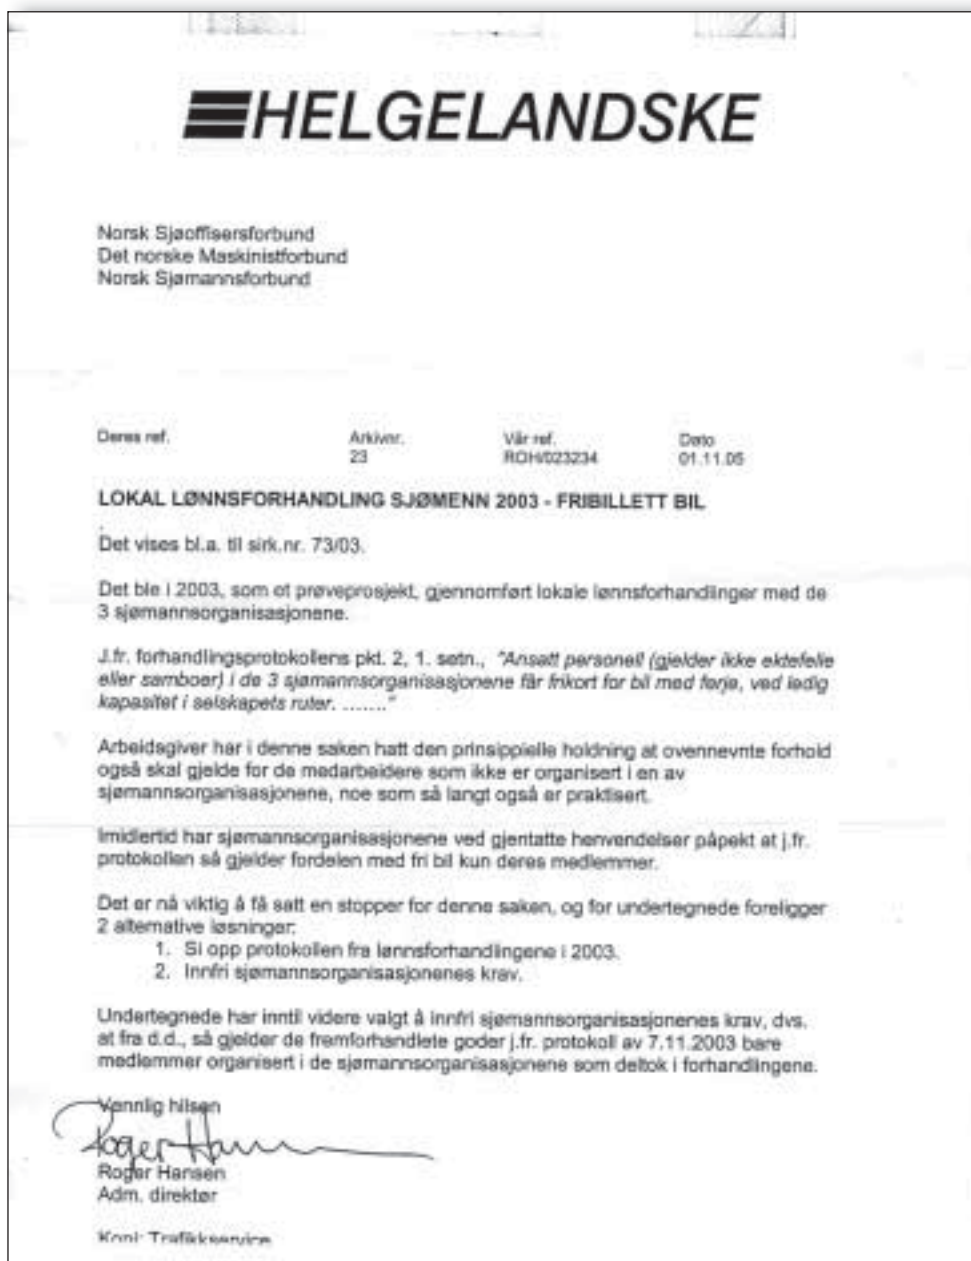 HELGELANDSKE
Norsk Sjøoffisersforbund
Det norske Maskinistforbund
Norsk Sjømannsforbund
Deres ref. Arkivnr. Vår ref. Dato
23 ROH/023234 01.11.05
LOKAL LØNNSFORHANDLING SJØMENN 2003 - FRIBILLETT BIL
Det vises bl.a. til sirk.nr. 73/03.
Det ble i 2003, som et prøveprosjekt, gjennomført lokale lønnsforhandlinger med de
3 sjømannsorganisasjonene.
J.fr. forhandlingsprotokollens pkt. 2, 1. setn., "Ansatt personell (gjelder ikke ektefelle
eller samboer) i de 3 sjømannsorganisasjonene får frikort for bil med ferje, ved ledig
kapasitet i selskapets ruter. ......."
Arbeidsgiver har i denne saken hatt den prinsippielle holdning at ovennevnte forhold
også skal gjelde for de medarbeidere som ikke er organisert i en av
sjømannsorganisasjonene, noe som så langt også er praktisert.
Imidlertid har sjømannsorganisasjonene ved gjentatte henvendelser påpekt at j.fr.
protokollen så gjelder fordelen med fri bil kun deres medlemmer.
Det er nå viktig å få satt en stopper for denne saken, og for undertegnede foreligger
2 alternative løsninger:
1. Si opp protokollen fra lønnsforhandlingene i 2003.
2. Innfri sjømannsorganisasjonenes krav.
Undertegnede har inntil videre valgt å innfri sjømannsorganisasjonenes krav, dvs.
at fra d.d., så gjelder de fremforhandlete goder j.fr. protokoll av 7.11.2003 bare
medlemmer organisert i de sjømannsorganisasjonene som deltok i forhandlingene.
Vennlig hilsen
Roger Hansen
Roger Hansen
Adm. direktør
Kopi: Trafikkservice